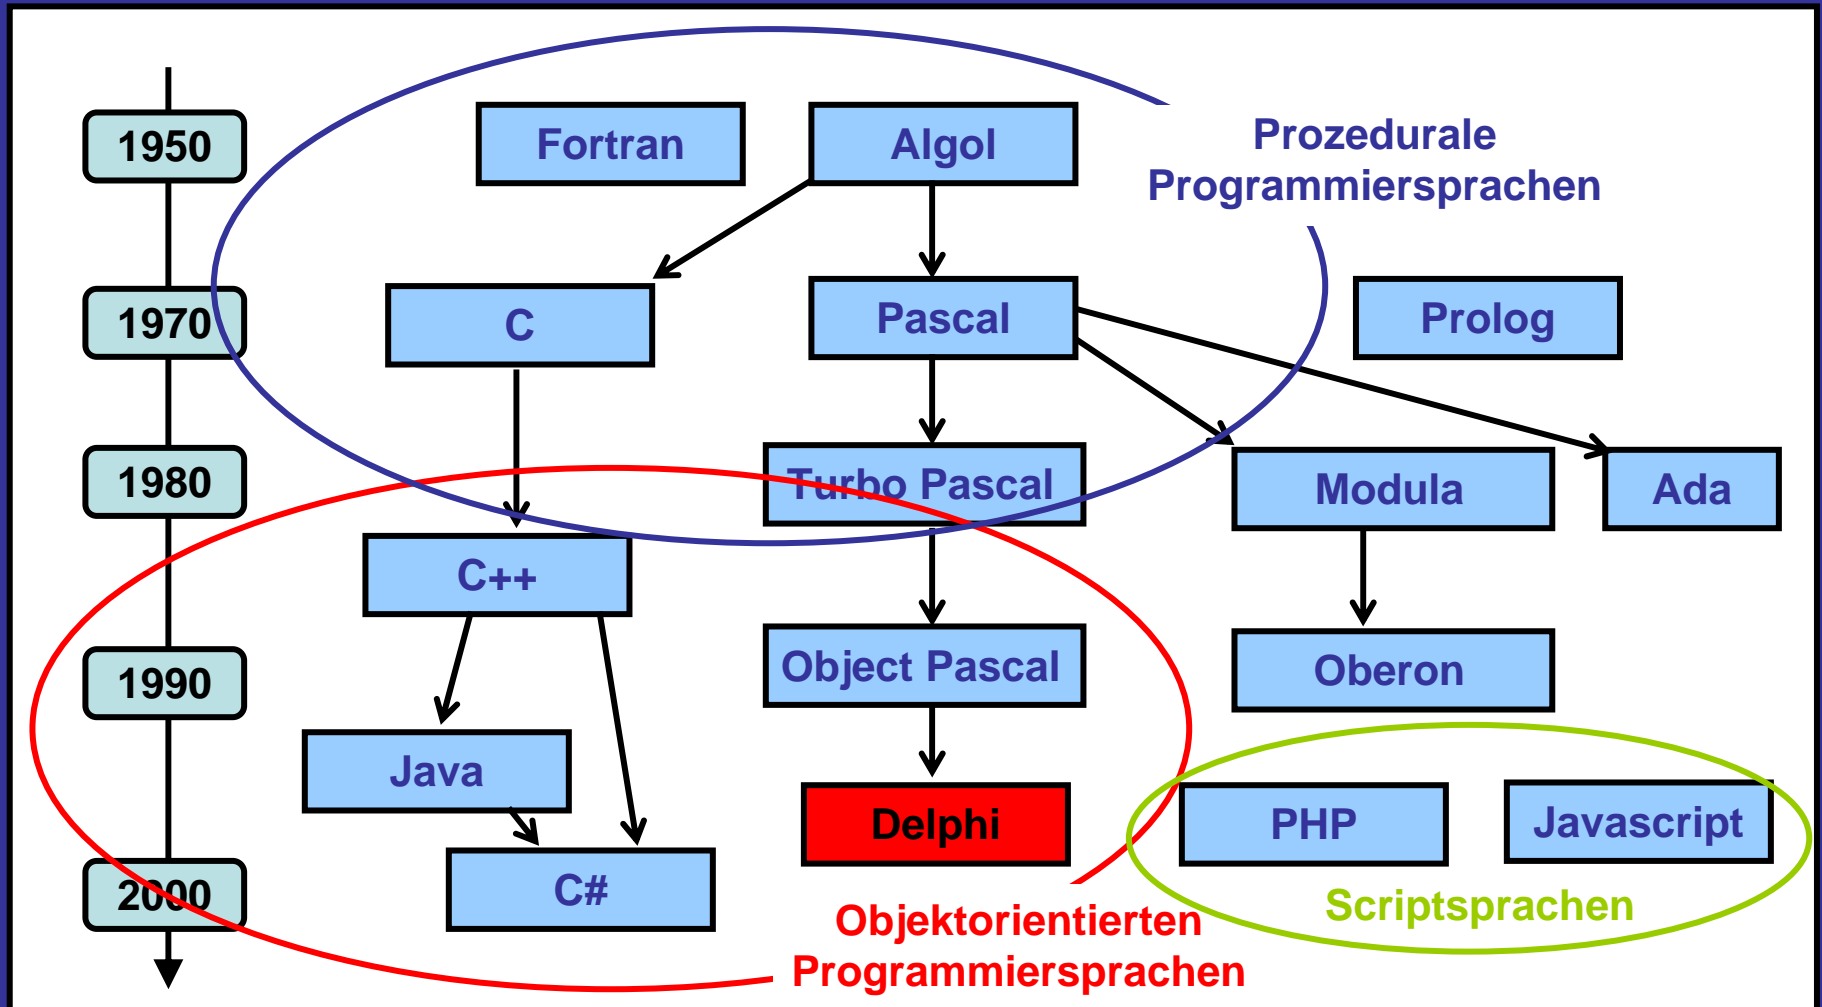 1950
Fortran
Algol
Prozedurale
Programmiersprachen
1970
C
Pascal
Prolog
1980
Turbo Pascal
Modula
Ada
C++
1990
Object Pascal
Oberon
Java
Delphi
PHP
Javascript
2000
C#
Scriptsprachen
Objektorientierten
Programmiersprachen